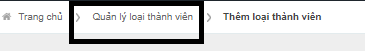 Trang chủ › Quản lý loại thành viên › Thêm loại thành viên